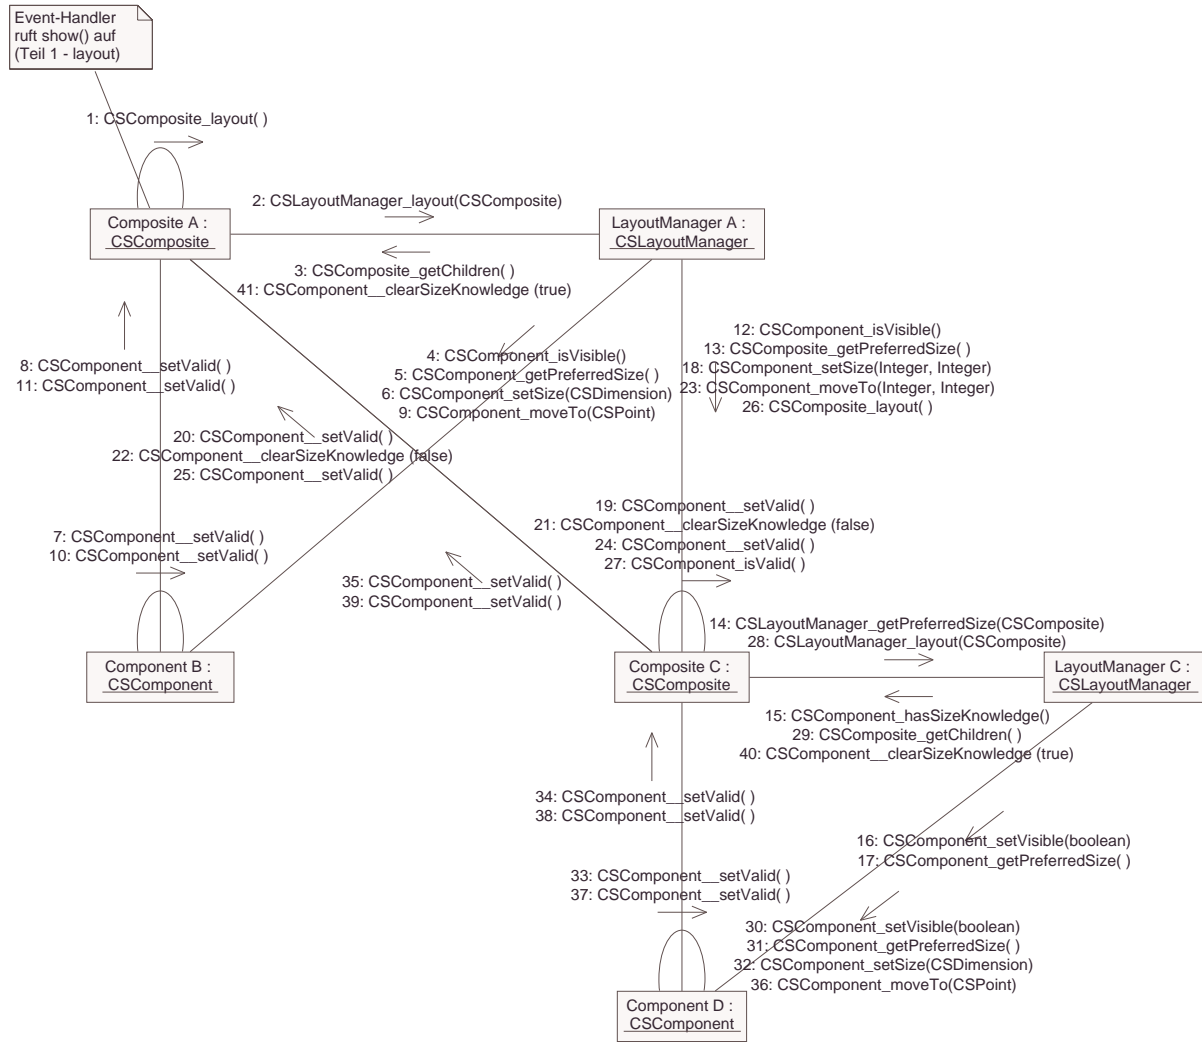 Event-Handler
ruft show() auf
(Teil 1 - layout)
1: CSComposite_layout( )
2: CSLayoutManager_layout(CSComposite)
Composite A :
CSComposite
LayoutManager A :
CSLayoutManager
3: CSComposite_getChildren( )
41: CSComponent__clearSizeKnowledge (true)
8: CSComponent__setValid( )
11: CSComponent__setValid( )
4: CSComponent_isVisible()
5: CSComponent_getPreferredSize( )
6: CSComponent_setSize(CSDimension)
9: CSComponent_moveTo(CSPoint)
12: CSComponent_isVisible()
13: CSComposite_getPreferredSize( )
18: CSComponent_setSize(Integer, Integer)
23: CSComponent_moveTo(Integer, Integer)
26: CSComposite_layout( )
20: CSComponent__setValid( )
22: CSComponent__clearSizeKnowledge (false)
25: CSComponent__setValid( )
7: CSComponent__setValid( )
10: CSComponent__setValid( )
19: CSComponent__setValid( )
21: CSComponent__clearSizeKnowledge (false)
24: CSComponent__setValid( )
27: CSComponent_isValid( )
35: CSComponent__setValid( )
39: CSComponent__setValid( )
14: CSLayoutManager_getPreferredSize(CSComposite)
28: CSLayoutManager_layout(CSComposite)
Component B :
CSComponent
Composite C :
CSComposite
LayoutManager C :
CSLayoutManager
15: CSComponent_hasSizeKnowledge()
29: CSComposite_getChildren( )
40: CSComponent__clearSizeKnowledge (true)
34: CSComponent__setValid( )
38: CSComponent__setValid( )
16: CSComponent_setVisible(boolean)
17: CSComponent_getPreferredSize( )
33: CSComponent__setValid( )
37: CSComponent__setValid( )
30: CSComponent_setVisible(boolean)
31: CSComponent_getPreferredSize( )
32: CSComponent_setSize(CSDimension)
36: CSComponent_moveTo(CSPoint)
Component D :
CSComponent